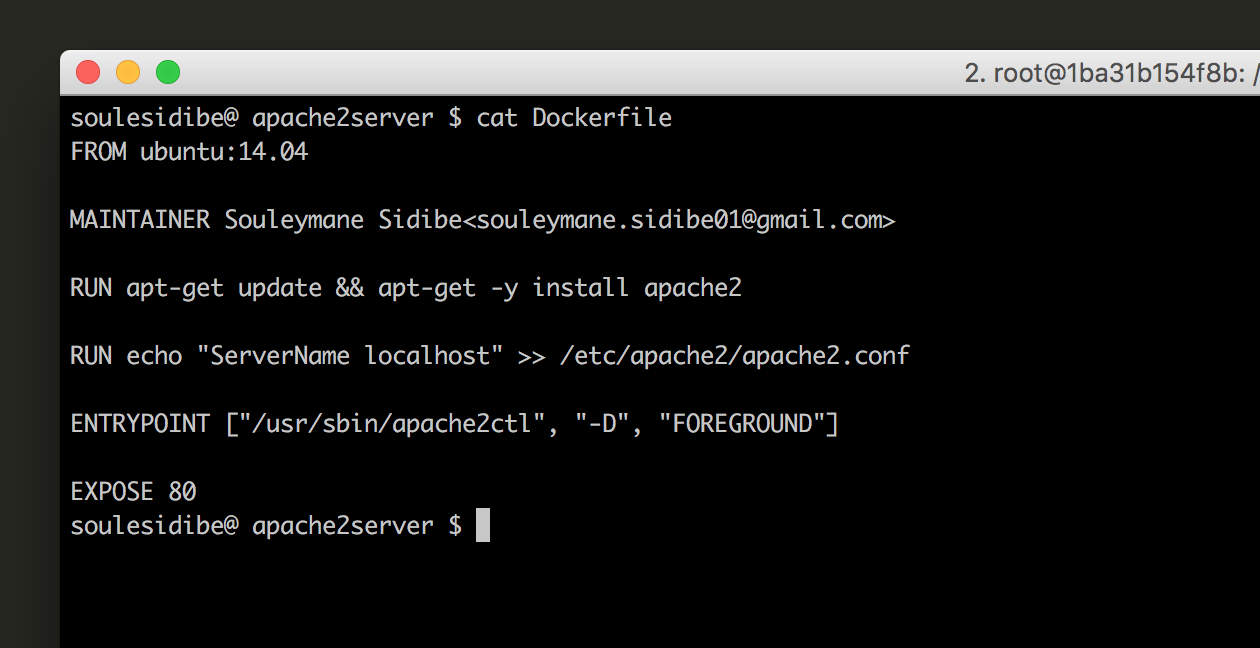 2. root@1ba31b154f8b: /
soulesidibe@ apache2server $ cat Dockerfile
FROM ubuntu:14.04
MAINTAINER Souleymane Sidibe<souleymane.sidibe01@gmail.com>
RUN apt-get update && apt-get -y install apache2
RUN echo "ServerName localhost" >> /etc/apache2/apache2.conf
ENTRYPOINT ["/usr/sbin/apache2ctl", "-D", "FOREGROUND"]
EXPOSE 80
soulesidibe@ apache2server $